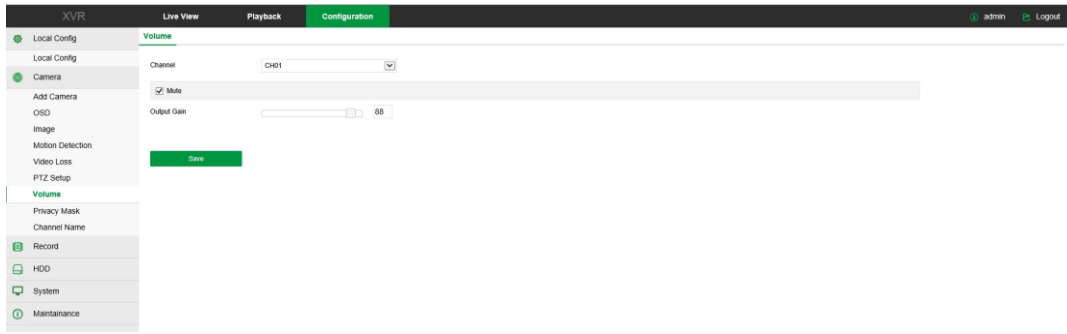 XVR Live View Playback Configuration admin Logout
Local Config
Local Config
Camera
Add Camera
OSD
Image
Motion Detection
Video Loss
PTZ Setup
Volume
Privacy Mask
Channel Name
Record
HDD
System
Maintainance
Volume
Channel CH01
Mute
Output Gain 88
Save